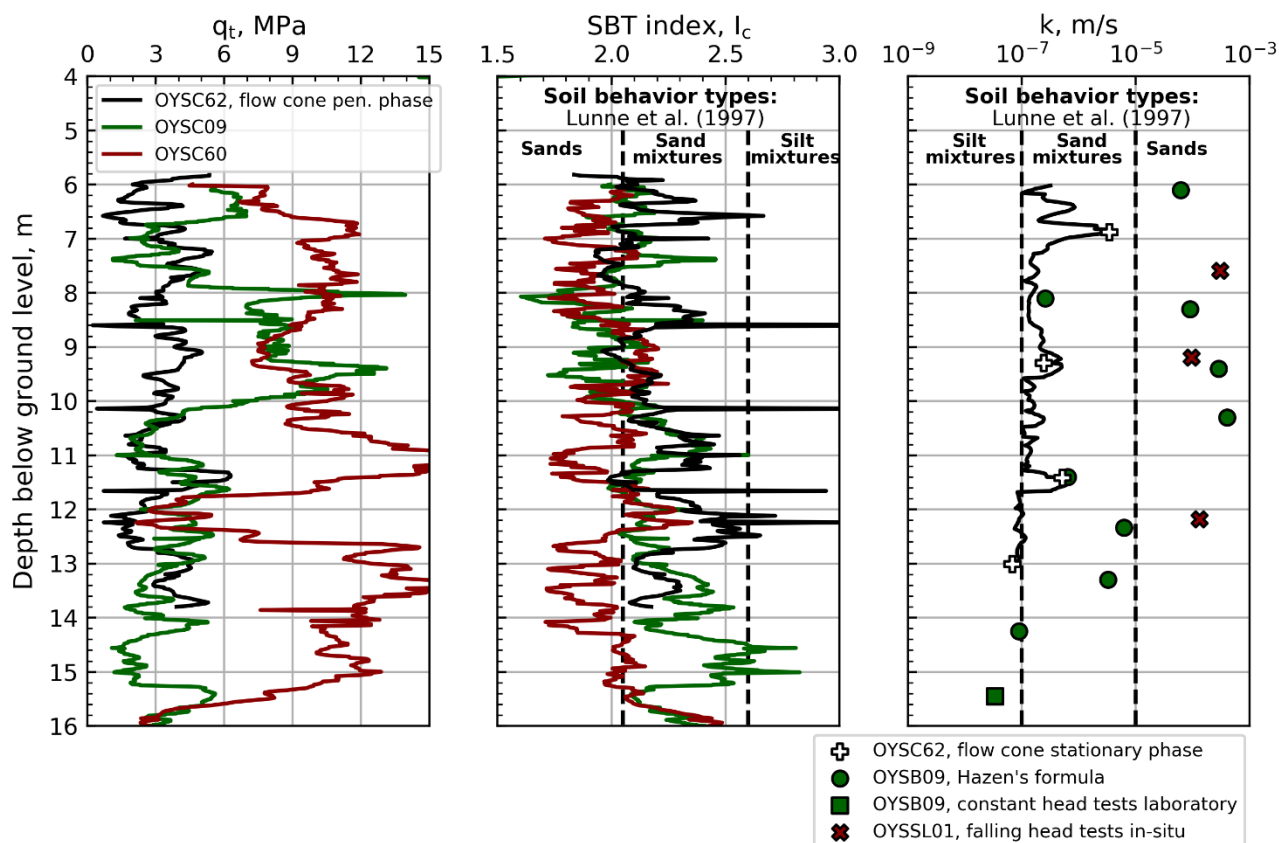 q_t, MPa
0 3 6 9 12 15
4
5
6
7
8
9
10
11
12
13
14
15
16
Depth below ground level, m
OYSC62, flow cone pen. phase
OYSC09
OYSC60
SBT index, I_c
1.5 2.0 2.5 3.0
Soil behavior types:
Lunne et al. (1997)
Sands Sand mixtures Silt mixtures
k, m/s
10^-9 10^-7 10^-5 10^-3
Soil behavior types:
Lunne et al. (1997)
Silt mixtures Sand mixtures Sands
OYSC62, flow cone stationary phase
OYSB09, Hazen's formula
OYSB09, constant head tests laboratory
OYSSL01, falling head tests in-situ